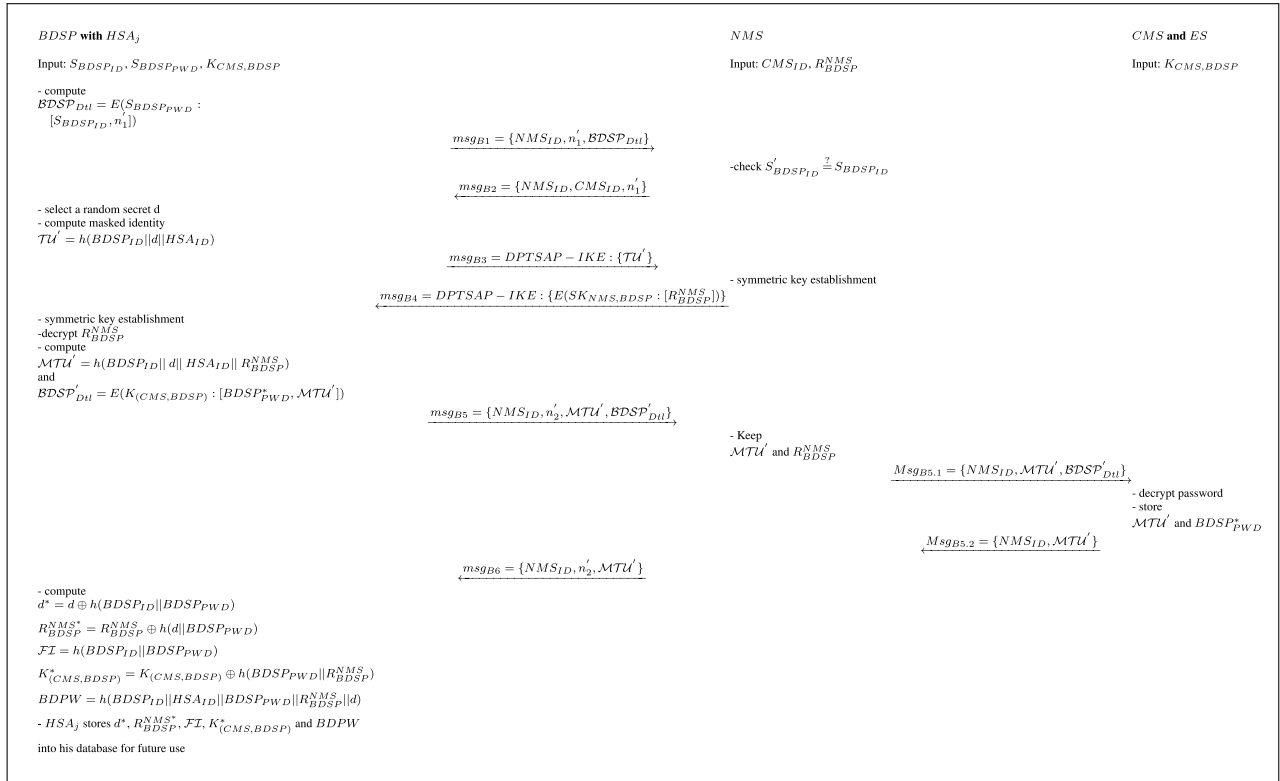 BDSP with HSA_j
NMS
CMS and ES
Input: S_{BDSP_{ID}}, S_{BDSP_{PWD}}, K_{CMS,BDSP}
Input: CMS_{ID}, R^{NMS}_{BDSP}
Input: K_{CMS,BDSP}
- compute
𝓑𝓓𝓢𝓟_{Dtl} = E(S_{BDSP_{PWD}} :
[S_{BDSP_{ID}}, n'_1])
msg_{B1} = {NMS_{ID}, n'_1, 𝓑𝓓𝓢𝓟_{Dtl}}
-check S'_{BDSP_{ID}} ≟ S_{BDSP_{ID}}
msg_{B2} = {NMS_{ID}, CMS_{ID}, n'_1}
- select a random secret d
- compute masked identity
𝓣𝓤' = h(BDSP_{ID}||d||HSA_{ID})
msg_{B3} = DPTSAP − IKE : {𝓣𝓤'}
- symmetric key establishment
msg_{B4} = DPTSAP − IKE : {E(SK_{NMS,BDSP} : [R^{NMS}_{BDSP}])}
- symmetric key establishment
-decrypt R^{NMS}_{BDSP}
- compute
𝓜𝓣𝓤' = h(BDSP_{ID}|| d|| HSA_{ID}|| R^{NMS}_{BDSP})
and
𝓑𝓓𝓢𝓟'_{Dtl} = E(K_{(CMS,BDSP)} : [BDSP^*_{PWD}, 𝓜𝓣𝓤'])
msg_{B5} = {NMS_{ID}, n'_2, 𝓜𝓣𝓤', 𝓑𝓓𝓢𝓟'_{Dtl}}
- Keep
𝓜𝓣𝓤' and R^{NMS}_{BDSP}
Msg_{B5.1} = {NMS_{ID}, 𝓜𝓣𝓤', 𝓑𝓓𝓢𝓟'_{Dtl}}
- decrypt password
- store
𝓜𝓣𝓤' and BDSP^*_{PWD}
Msg_{B5.2} = {NMS_{ID}, 𝓜𝓣𝓤'}
msg_{B6} = {NMS_{ID}, n'_2, 𝓜𝓣𝓤'}
- compute
d^* = d ⊕ h(BDSP_{ID}||BDSP_{PWD})
R^{NMS^*}_{BDSP} = R^{NMS}_{BDSP} ⊕ h(d||BDSP_{PWD})
𝓕𝓘 = h(BDSP_{ID}||BDSP_{PWD})
K^*_{(CMS,BDSP)} = K_{(CMS,BDSP)} ⊕ h(BDSP_{PWD}||R^{NMS}_{BDSP})
BDPW = h(BDSP_{ID}||HSA_{ID}||BDSP_{PWD}||R^{NMS}_{BDSP}||d)
- HSA_j stores d^*, R^{NMS^*}_{BDSP}, 𝓕𝓘, K^*_{(CMS,BDSP)} and BDPW
into his database for future use